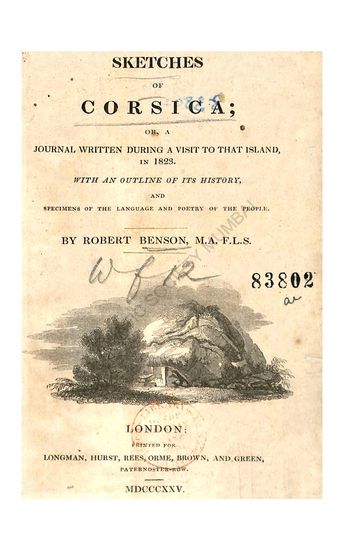 SKETCHES
OF
CORSICA;
OR, A
JOURNAL WRITTEN DURING A VISIT TO THAT ISLAND,
IN 1823.
WITH AN OUTLINE OF ITS HISTORY,
AND
SPECIMENS OF THE LANGUAGE AND POETRY OF THE PEOPLE.
BY ROBERT BENSON, M.A. F.L.S.
83802
LONDON:
PRINTED FOR
LONGMAN, HURST, REES, ORME, BROWN, AND GREEN,
PATERNOSTER-ROW.
MDCCCXXV.